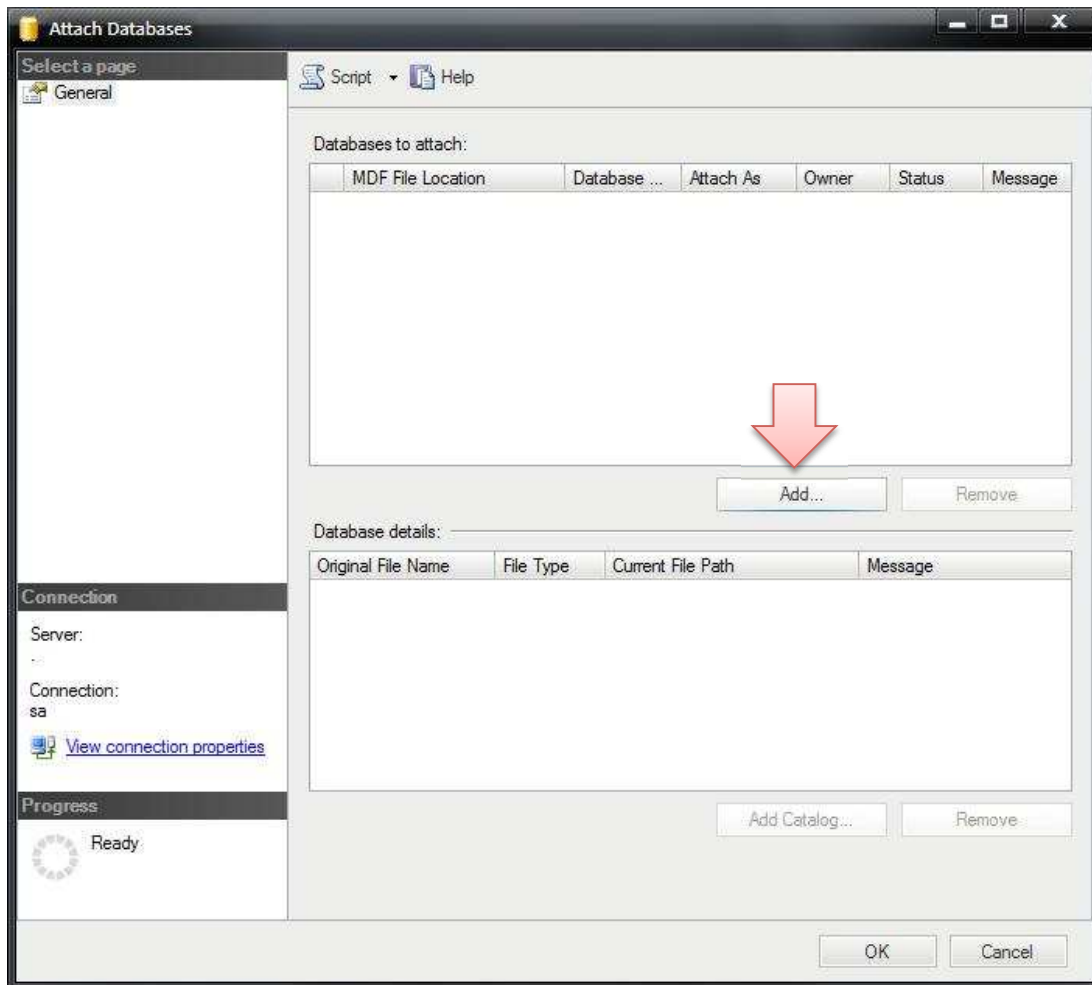 Attach Databases
Select a page
General
Script Help
Databases to attach:
MDF File Location Database ... Attach As Owner Status Message
Add... Remove
Database details:
Original File Name File Type Current File Path Message
Connection
Server:
.
Connection:
sa
View connection properties
Progress
Ready
Add Catalog... Remove
OK Cancel